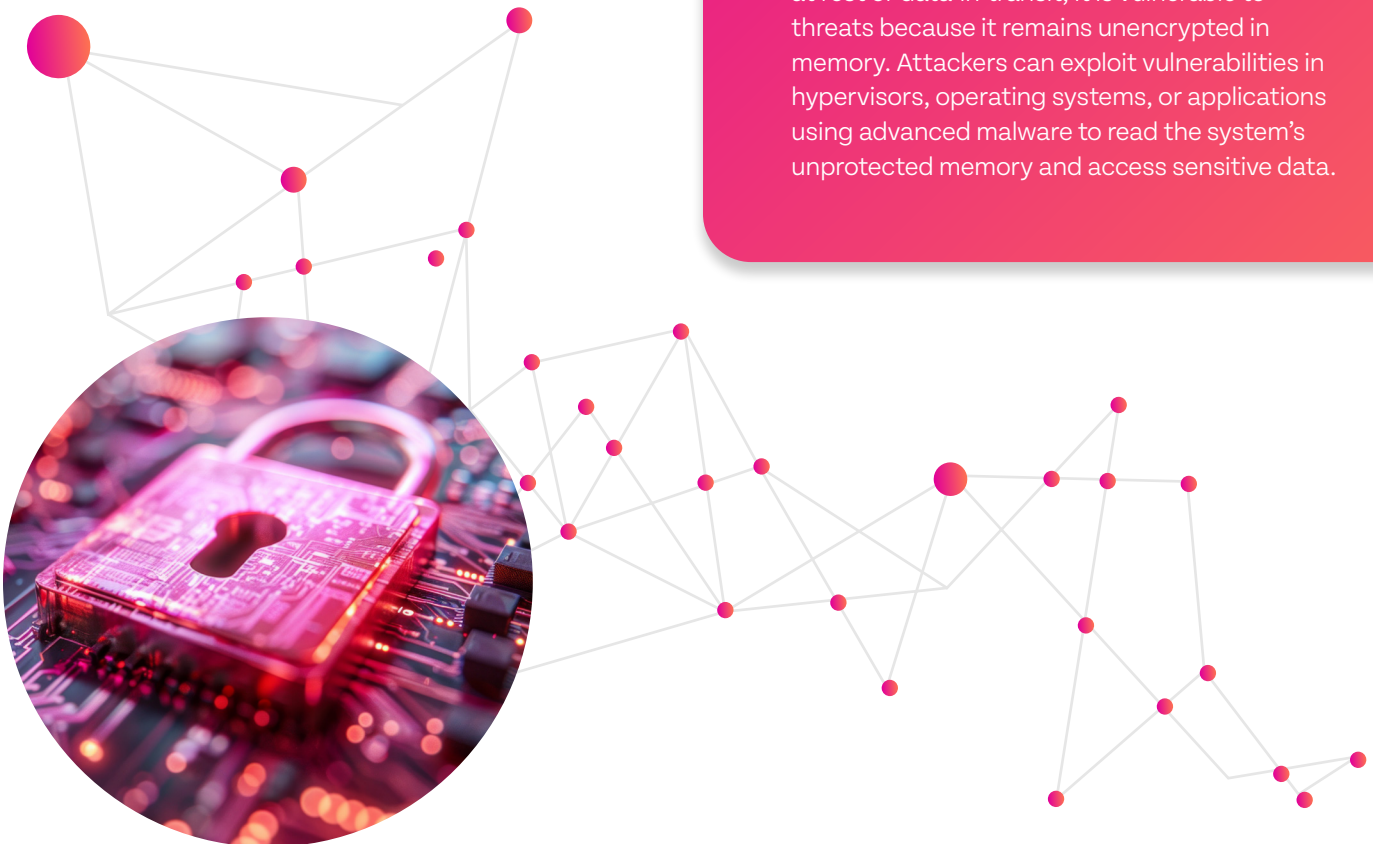 threats because it remains unencrypted in
memory. Attackers can exploit vulnerabilities in
hypervisors, operating systems, or applications
using advanced malware to read the system’s
unprotected memory and access sensitive data.